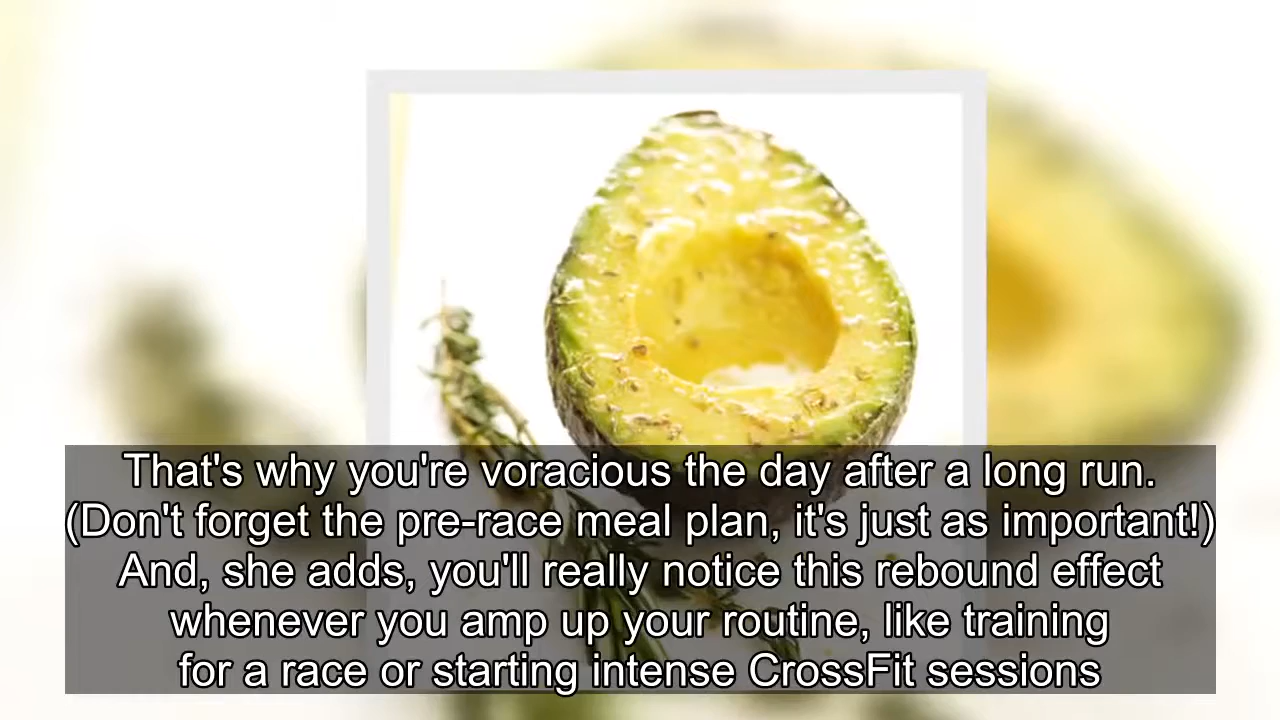 That's why you're voracious the day after a long run.
(Don't forget the pre-race meal plan, it's just as important!)
And, she adds, you'll really notice this rebound effect
whenever you amp up your routine, like training
for a race or starting intense CrossFit sessions